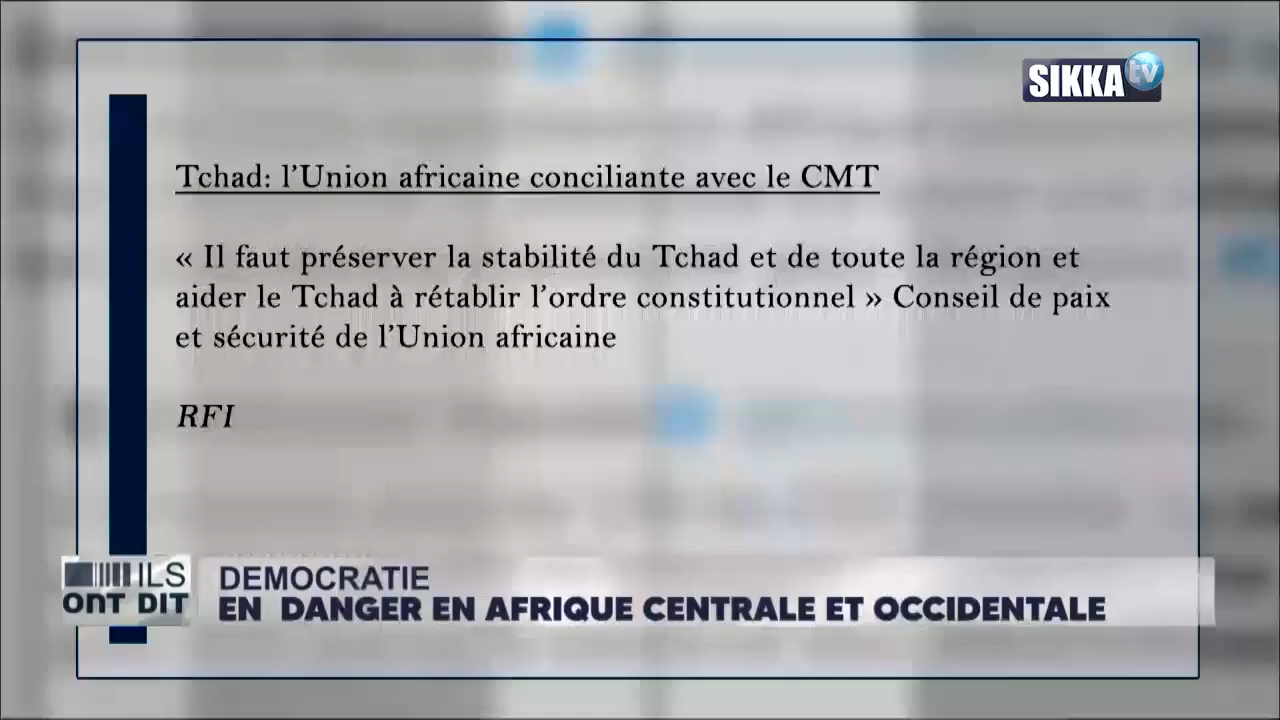 SIKKA tv
Tchad: l’Union africaine conciliante avec le CMT
« Il faut préserver la stabilité du Tchad et de toute la région et
aider le Tchad à rétablir l’ordre constitutionnel » Conseil de paix
et sécurité de l’Union africaine
RFI
ILS
ONT DIT
DEMOCRATIE
EN DANGER EN AFRIQUE CENTRALE ET OCCIDENTALE